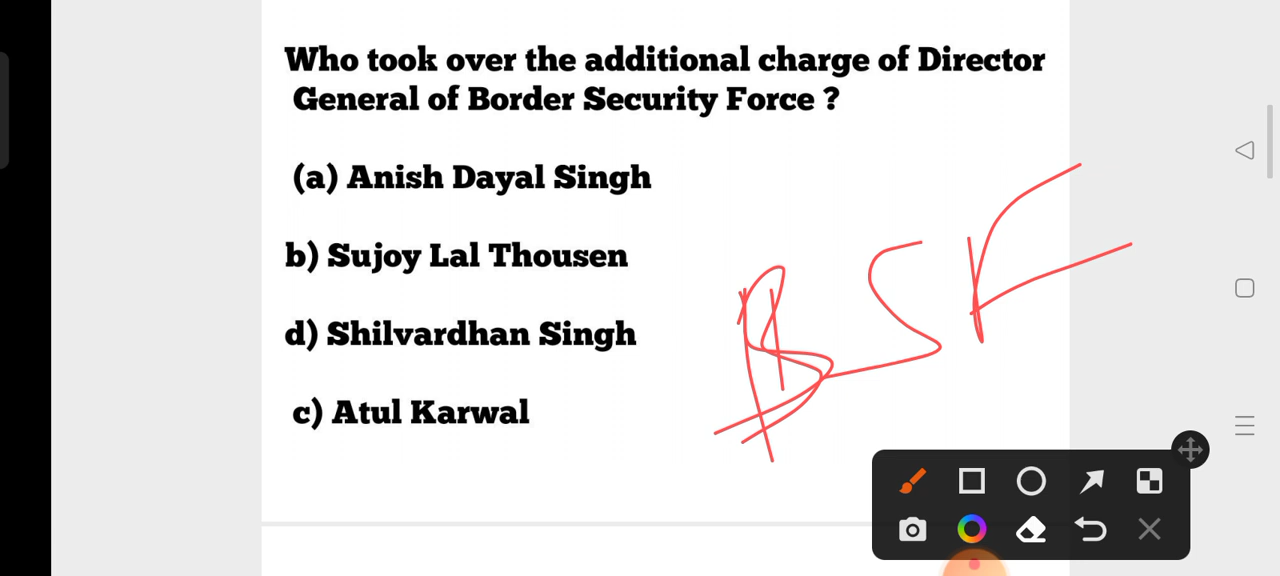 Who took over the additional charge of Director
General of Border Security Force ?
(a) Anish Dayal Singh
b) Sujoy Lal Thousen
d) Shilvardhan Singh
c) Atul Karwal
BSF